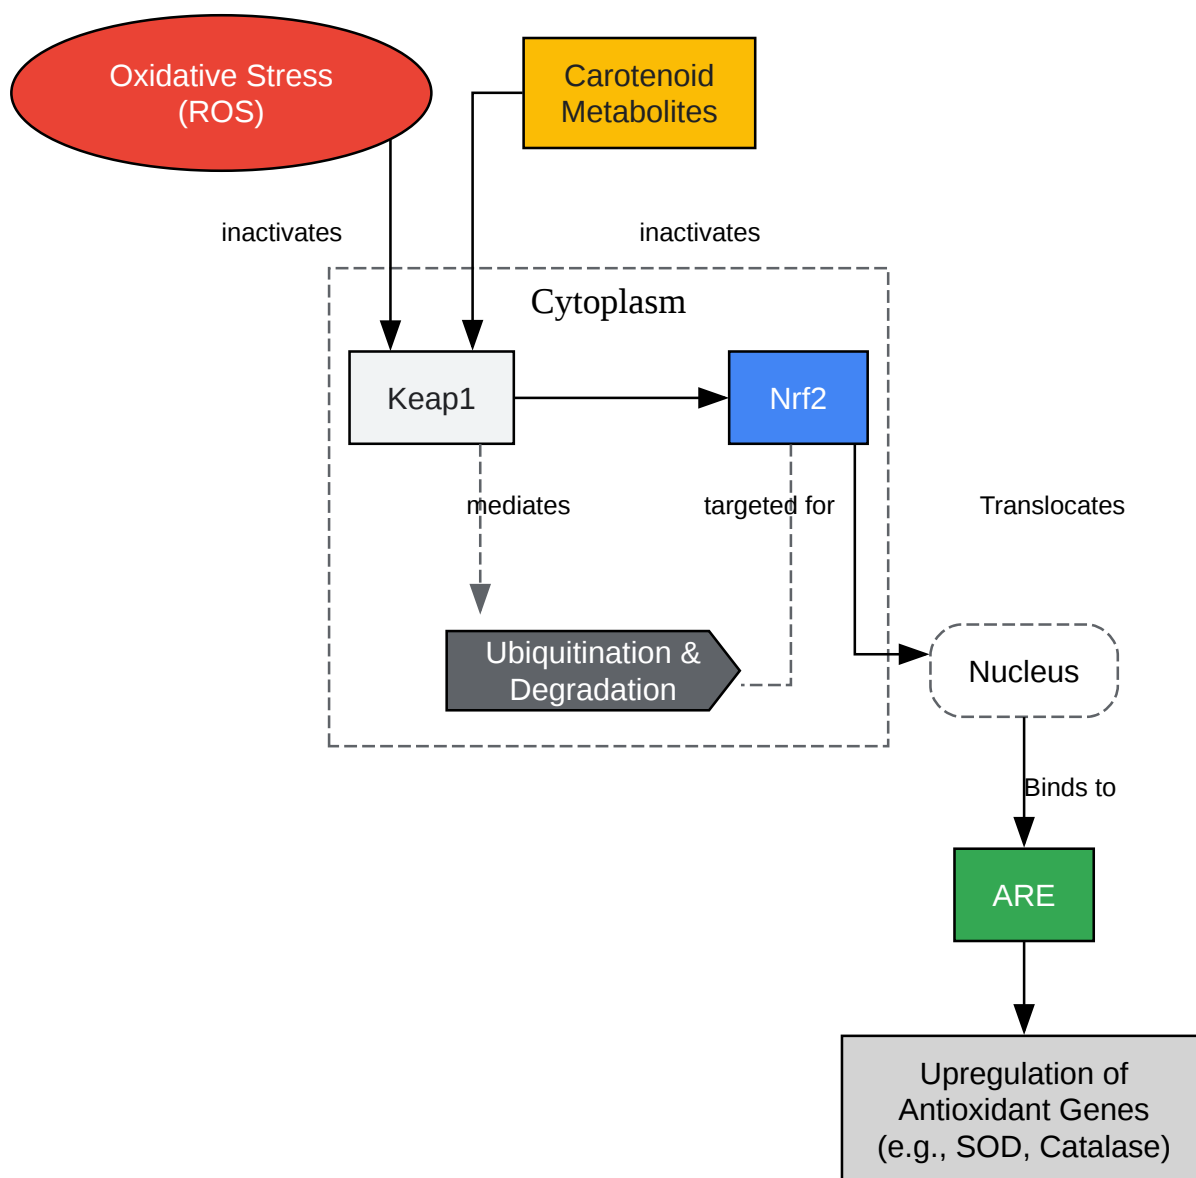 Oxidative Stress
(ROS)
Carotenoid
Metabolites
inactivates
inactivates
Cytoplasm
Keap1
Nrf2
mediates
targeted for
Translocates
Ubiquitination &
Degradation
Nucleus
Binds to
ARE
Upregulation of
Antioxidant Genes
(e.g., SOD, Catalase)